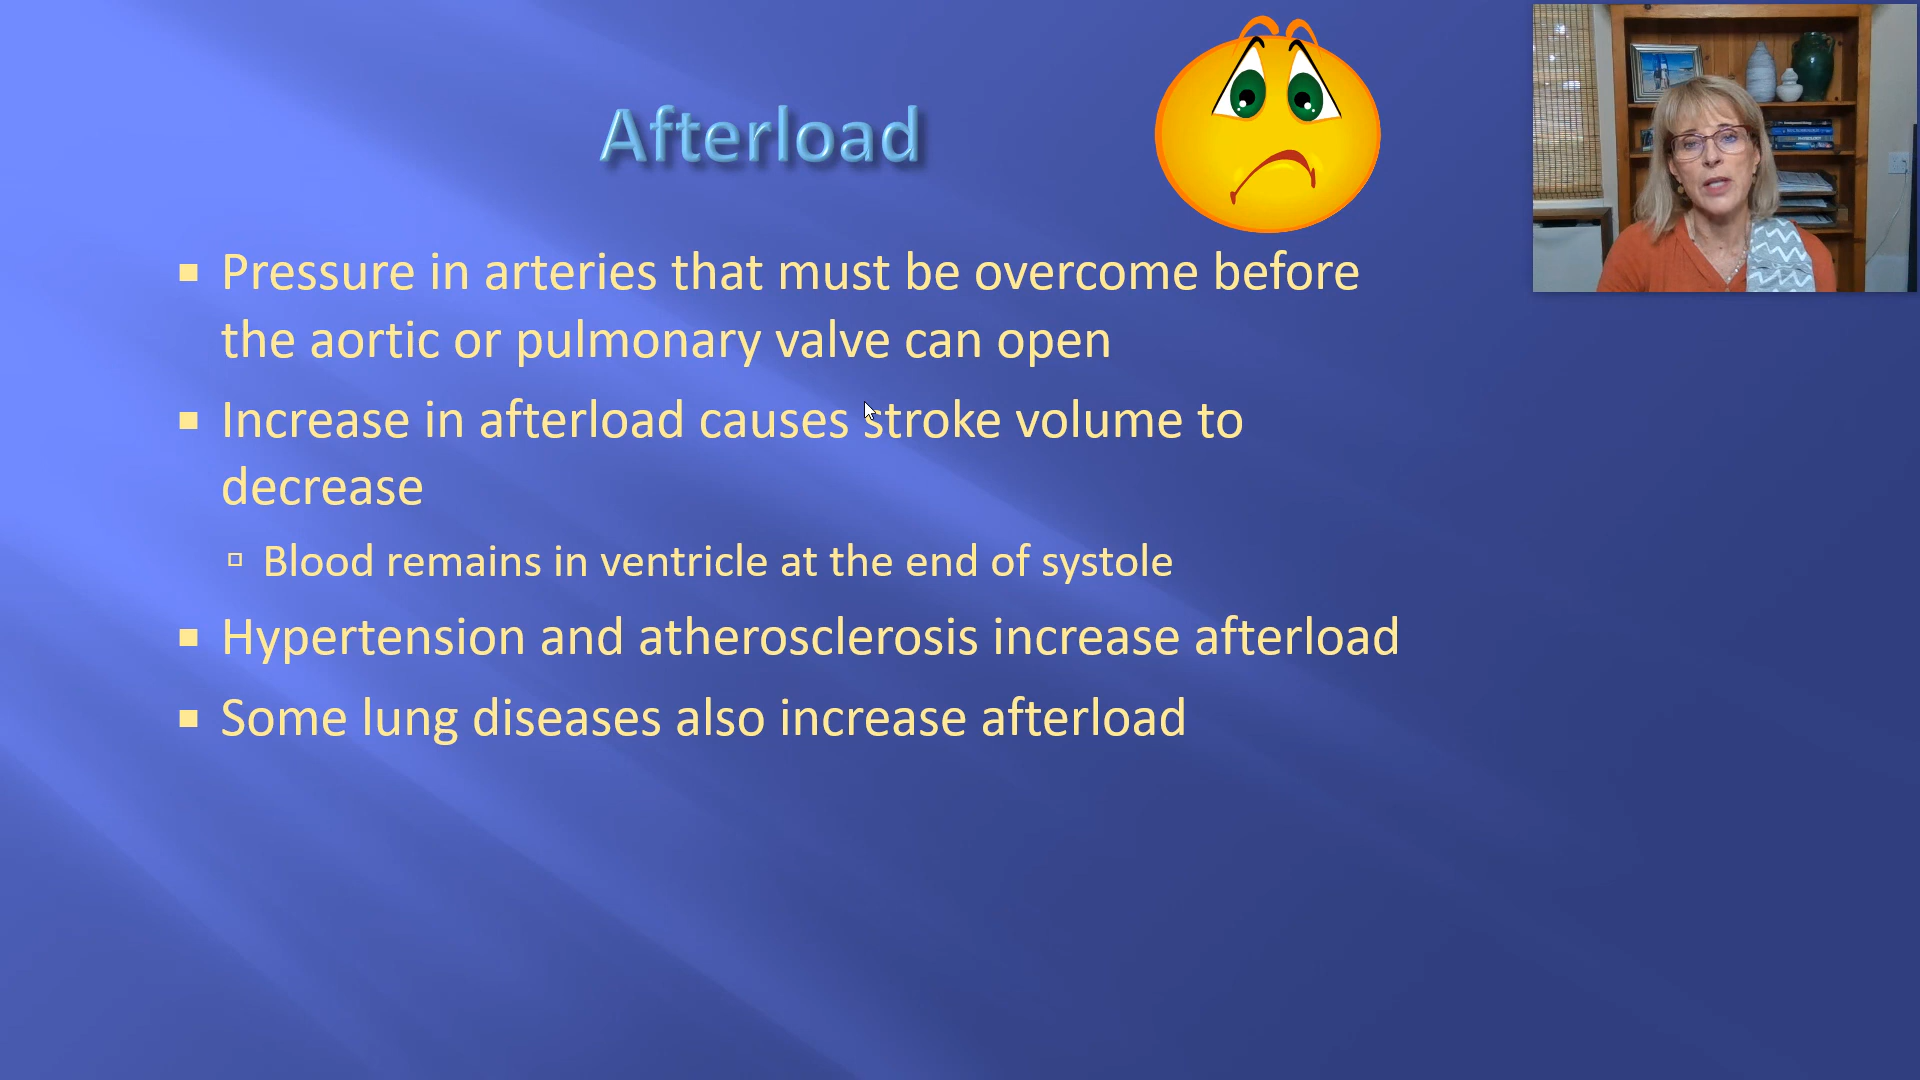 Afterload
Pressure in arteries that must be overcome before
the aortic or pulmonary valve can open
Increase in afterload causes stroke volume to
decrease
Blood remains in ventricle at the end of systole
Hypertension and atherosclerosis increase afterload
Some lung diseases also increase afterload